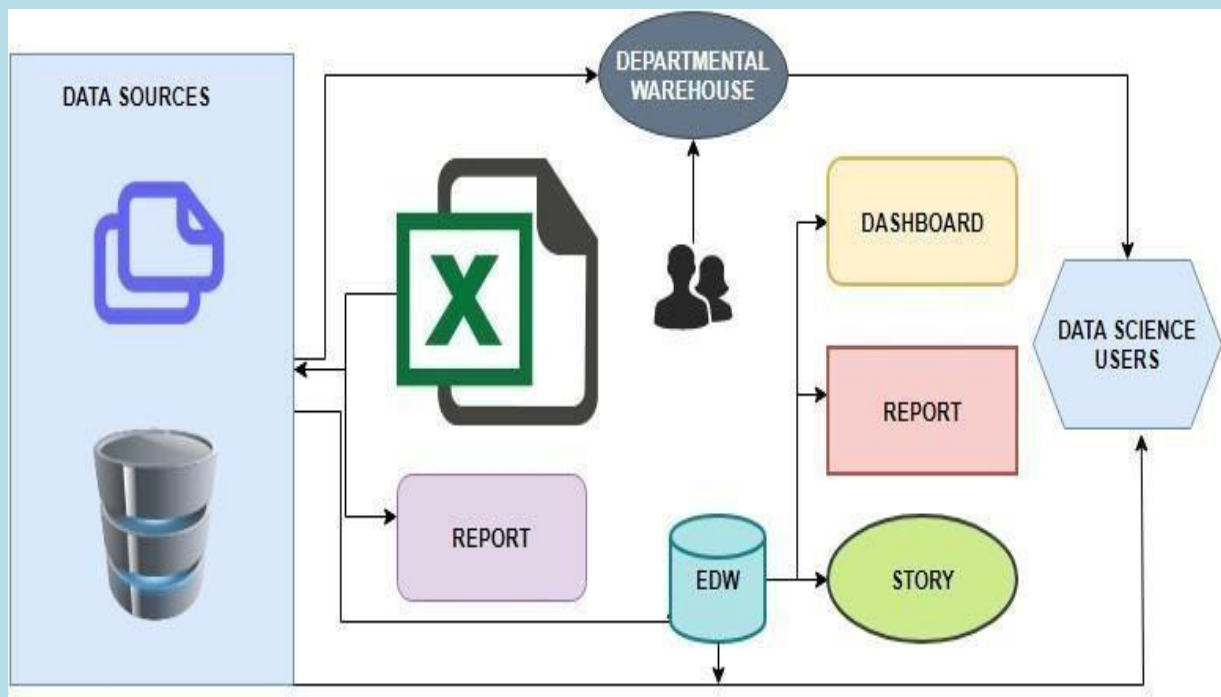 DATA SOURCES
DEPARTMENTAL
WAREHOUSE
X
DASHBOARD
DATA SCIENCE
USERS
REPORT
REPORT
EDW
STORY